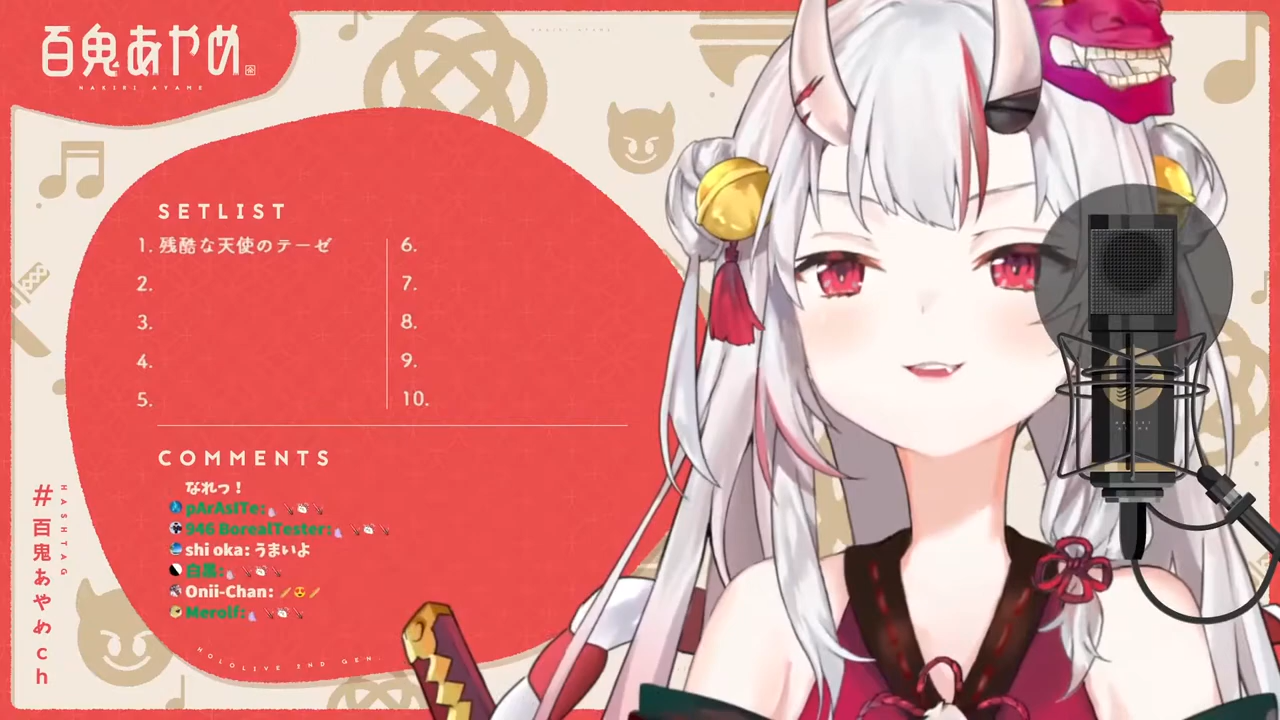 百鬼あやめ
NAKIRI AYAME
NAKIRI AYAME
SETLIST
1. 残酷な天使のテーゼ
2.
3.
4.
5.
6.
7.
8.
9.
10.
COMMENTS
なれっ！
pArAsITe:
946 BorealTester:
shi oka: うまいよ
白黒:
Onii-Chan:
Merolf:
HOLOLIVE 2ND GEN.
#百鬼あやめch
HASHTAG